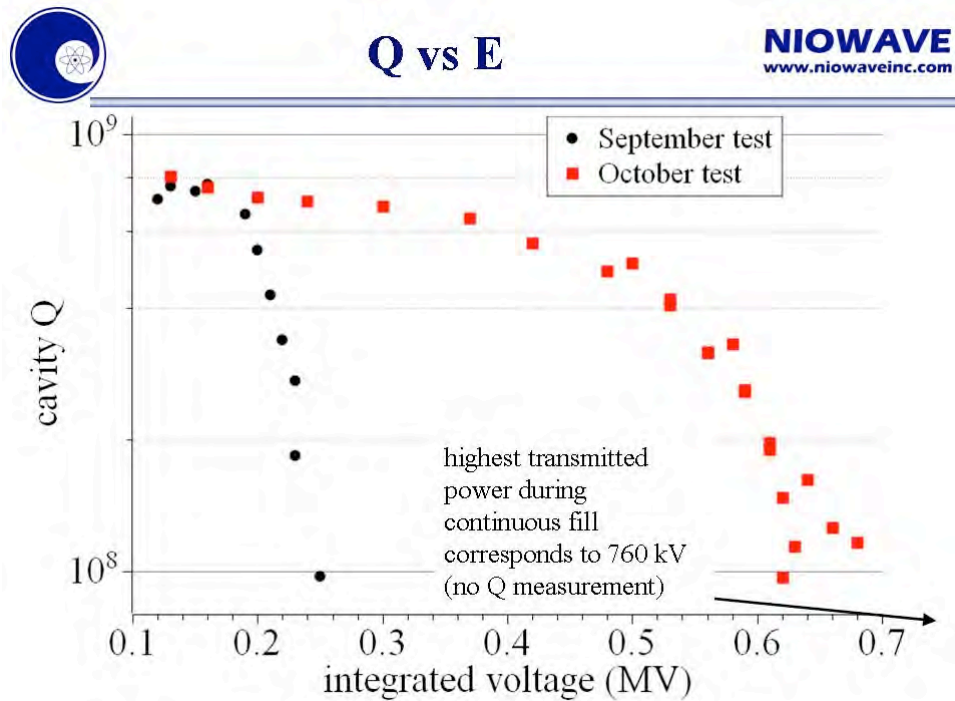 Q vs E
NIOWAVE
www.niowaveinc.com
10⁹
● September test
■ October test
cavity Q
highest transmitted
power during
continuous fill
corresponds to 760 kV
(no Q measurement)
10⁸
0.1 0.2 0.3 0.4 0.5 0.6 0.7
integrated voltage (MV)